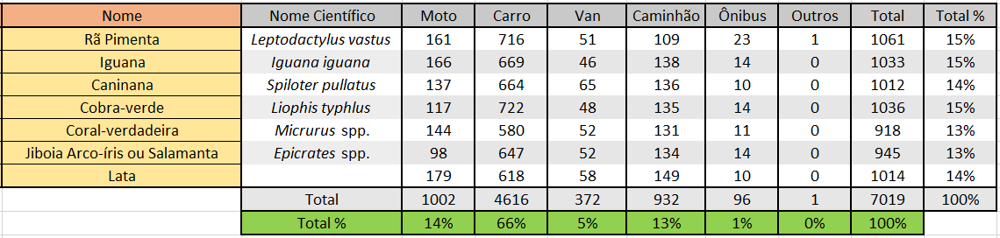 Nome Nome Científico Moto Carro Van Caminhão Ônibus Outros Total Total %
Rã Pimenta Leptodactylus vastus 161 716 51 109 23 1 1061 15%
Iguana Iguana iguana 166 669 46 138 14 0 1033 15%
Caninana Spiloter pullatus 137 664 65 136 10 0 1012 14%
Cobra-verde Liophis typhlus 117 722 48 135 14 0 1036 15%
Coral-verdadeira Micrurus spp. 144 580 52 131 11 0 918 13%
Jiboia Arco-íris ou Salamanta Epicrates spp. 98 647 52 134 14 0 945 13%
Lata 179 618 58 149 10 0 1014 14%
Total 1002 4616 372 932 96 1 7019 100%
Total % 14% 66% 5% 13% 1% 0% 100%